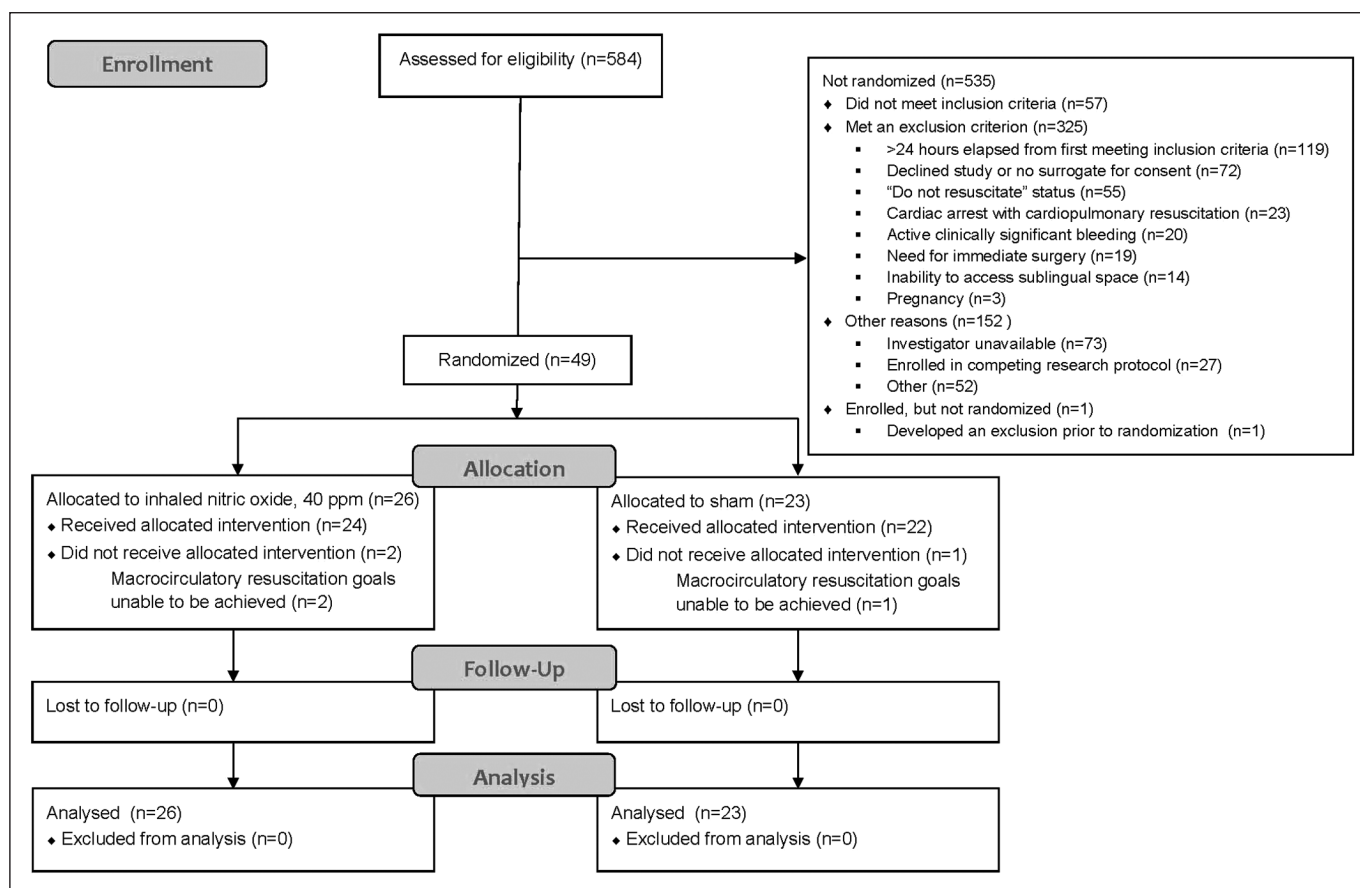 Enrollment
Assessed for eligibility (n=584)
Not randomized (n=535)
♦ Did not meet inclusion criteria (n=57)
♦ Met an exclusion criterion (n=325)
▪ >24 hours elapsed from first meeting inclusion criteria (n=119)
▪ Declined study or no surrogate for consent (n=72)
▪ “Do not resuscitate” status (n=55)
▪ Cardiac arrest with cardiopulmonary resuscitation (n=23)
▪ Active clinically significant bleeding (n=20)
▪ Need for immediate surgery (n=19)
▪ Inability to access sublingual space (n=14)
▪ Pregnancy (n=3)
♦ Other reasons (n=152 )
▪ Investigator unavailable (n=73)
▪ Enrolled in competing research protocol (n=27)
▪ Other (n=52)
♦ Enrolled, but not randomized (n=1)
▪ Developed an exclusion prior to randomization (n=1)
Randomized (n=49)
Allocation
Allocated to inhaled nitric oxide, 40 ppm (n=26)
♦ Received allocated intervention (n=24)
♦ Did not receive allocated intervention (n=2)
Macrocirculatory resuscitation goals
unable to be achieved (n=2)
Allocated to sham (n=23)
♦ Received allocated intervention (n=22)
♦ Did not receive allocated intervention (n=1)
Macrocirculatory resuscitation goals
unable to be achieved (n=1)
Follow-Up
Lost to follow-up (n=0)
Lost to follow-up (n=0)
Analysis
Analysed (n=26)
♦ Excluded from analysis (n=0)
Analysed (n=23)
♦ Excluded from analysis (n=0)